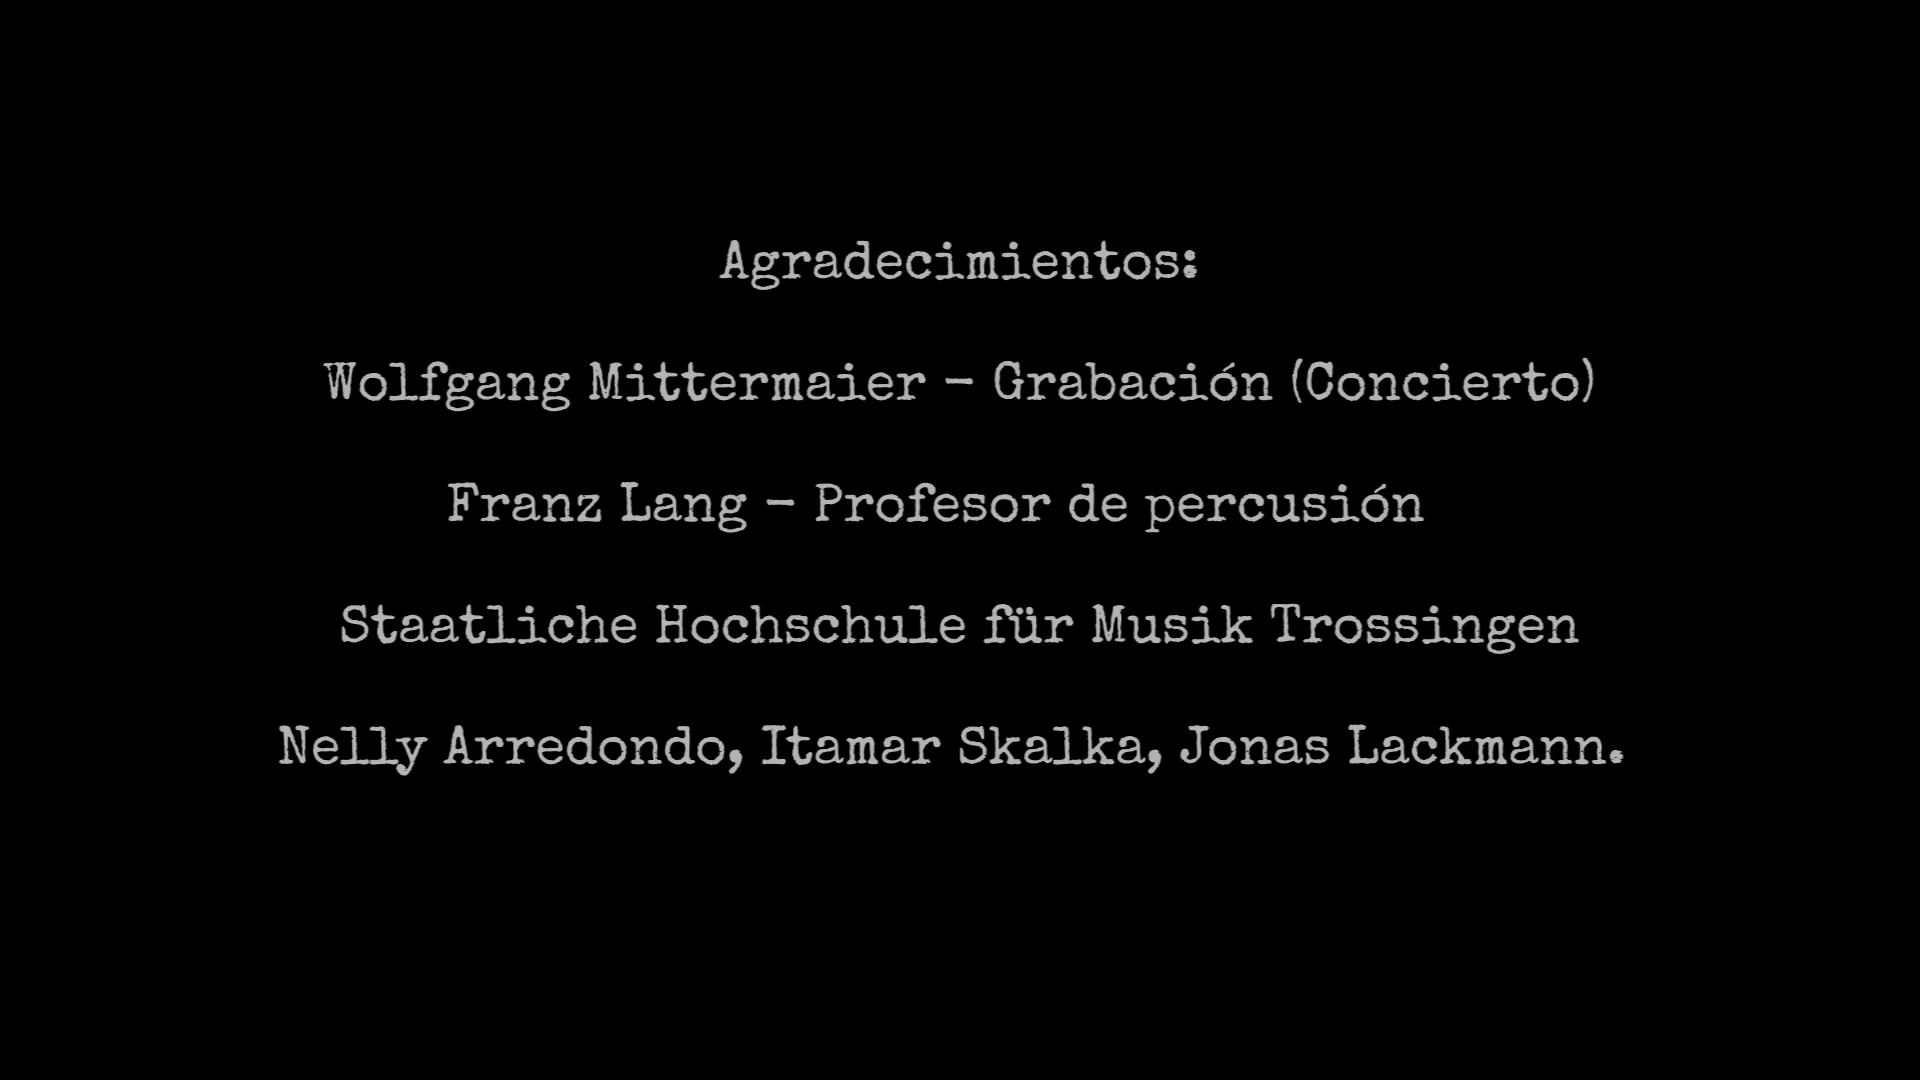 Agradecimientos:
Wolfgang Mittermaier - Grabación (Concierto)
Franz Lang - Profesor de percusión
Staatliche Hochschule für Musik Trossingen
Nelly Arredondo, Itamar Skalka, Jonas Lackmann.